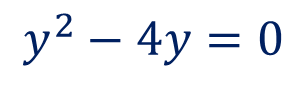 y² − 4y = 0